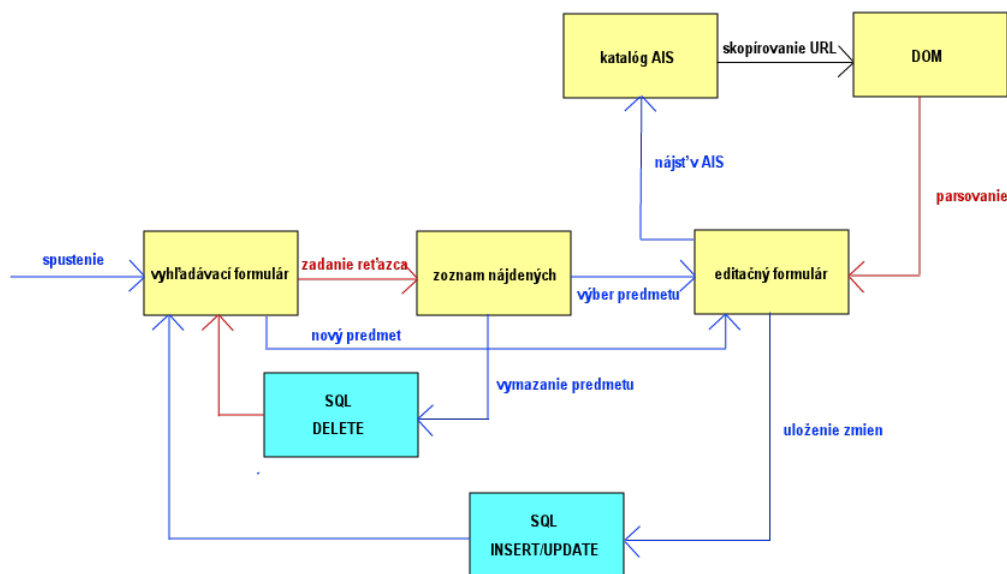 katalóg AIS
skopírovanie URL
DOM
nájsť v AIS
parsovanie
spustenie
vyhľadávací formulár
zadanie reťazca
zoznam nájdených
výber predmetu
editačný formulár
nový predmet
vymazanie predmetu
SQL
DELETE
uloženie zmien
SQL
INSERT/UPDATE